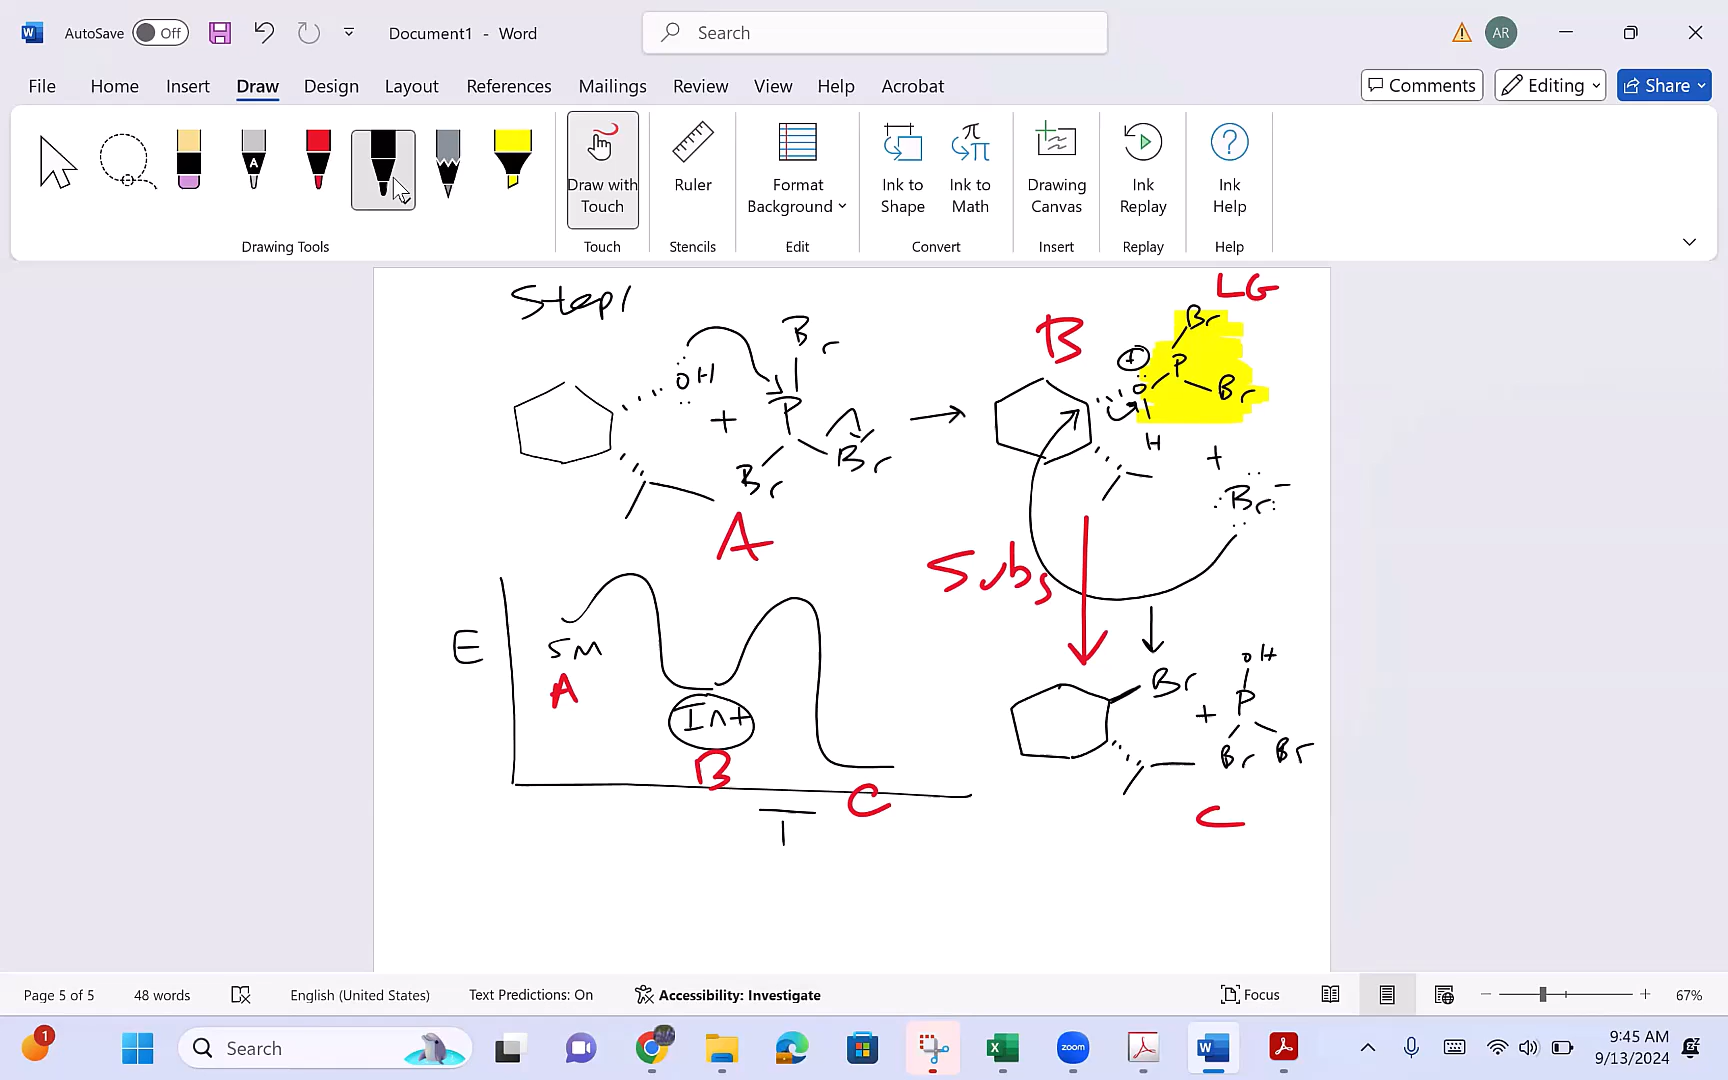 AutoSave Off Document1 - Word Search AR
File Home Insert Draw Design Layout References Mailings Review View Help Acrobat Comments Editing Share
A
Draw with Touch Ruler Format Background Ink to Shape Ink to Math Drawing Canvas Ink Replay Ink Help
Drawing Tools Touch Stencils Edit Convert Insert Replay Help
Step 1
LG
Br
Br
B
+
P
OH
O
Br
P
+
H
Br
Br
+
:Br:-
A
Subs
E
SM
A
Int
B
C
T
Br
+
OH
P
Br Br
C
Page 5 of 5 48 words English (United States) Text Predictions: On Accessibility: Investigate Focus 67%
1 Search zoom 9:45 AM
9/13/2024